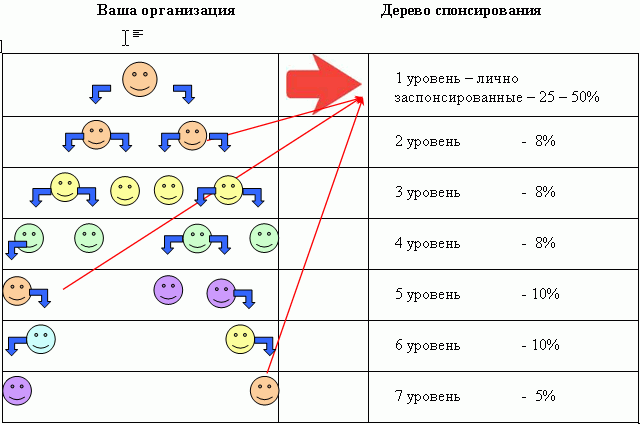 Ваша организация
Дерево спонсирования
1 уровень – лично
заспонсированные – 25 – 50%
2 уровень - 8%
3 уровень - 8%
4 уровень - 8%
5 уровень - 10%
6 уровень - 10%
7 уровень - 5%